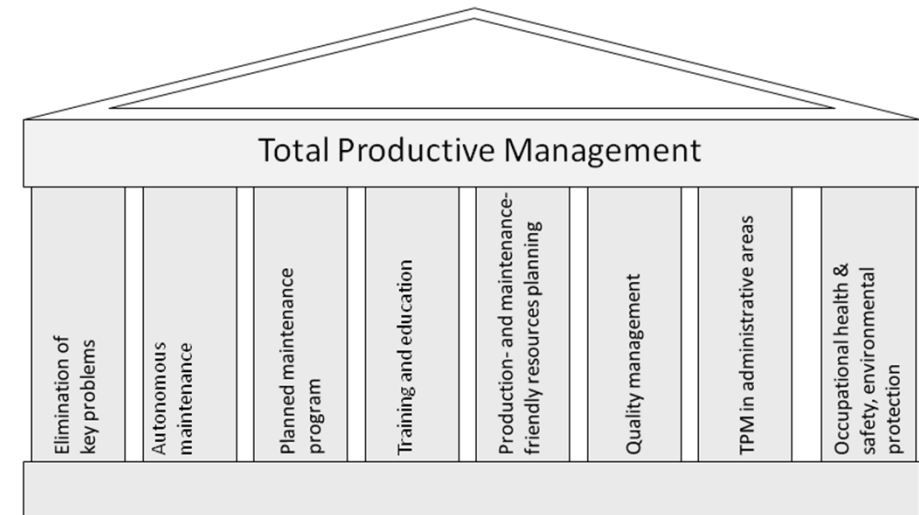 Total Productive Management
Elimination of
key problems
Autonomous
maintenance
Planned maintenance
program
Training and education
Production- and maintenance-
friendly resources planning
Quality management
TPM in administrative areas
Occupational health &
safety, environmental
protection